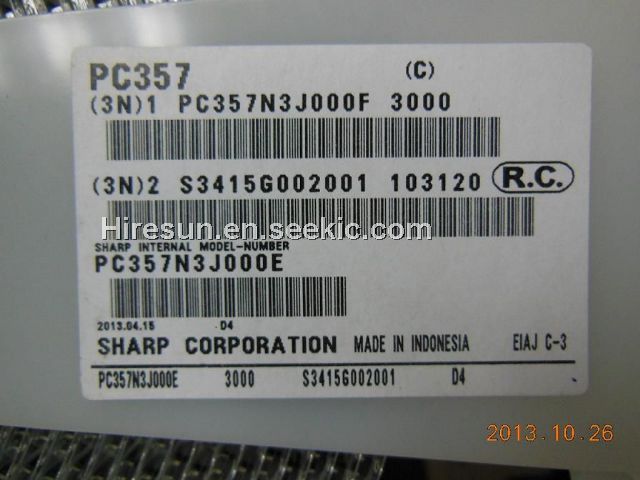 PC357 (C)
(3N)1 PC357N3J000F 3000
(3N)2 S3415G002001 103120 R.C.
Hiresun.seekic.com
SHARP INTERNAL MODEL-NUMBER
PC357N3J000E
2013.04.15 D4
SHARP CORPORATION MADE IN INDONESIA EIAJ C-3
PC357N3J000E 3000 S3415G002001 D4
2013.10.26